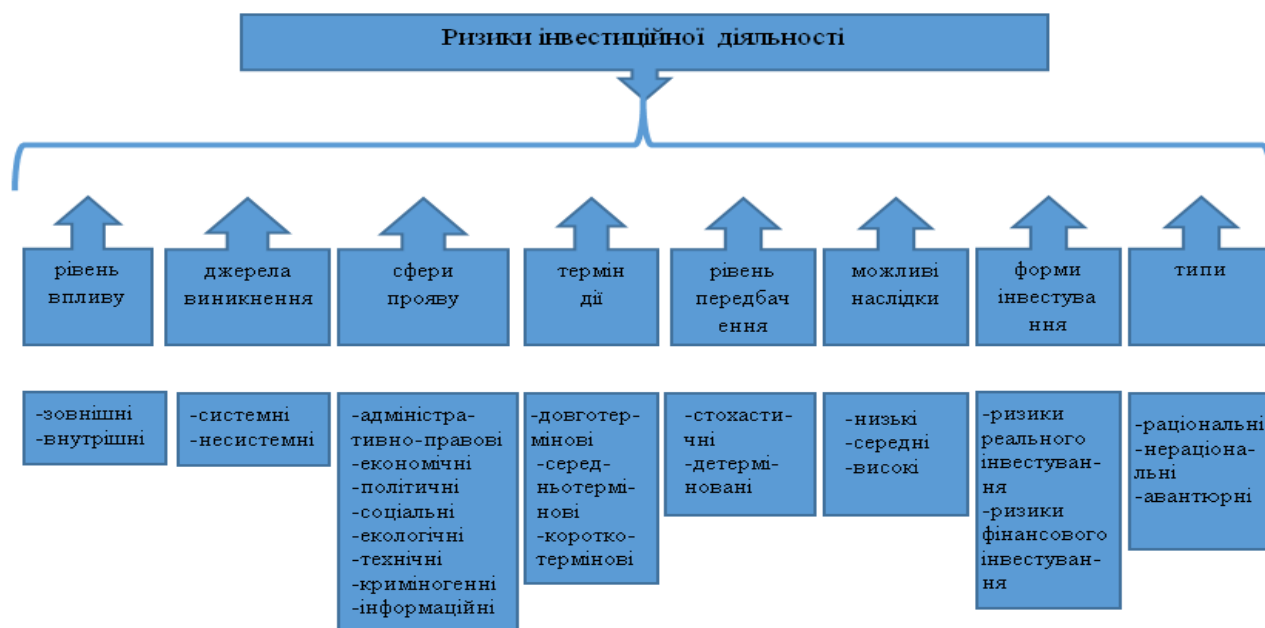 Ризики інвестиційної діяльності
рівень
впливу
джерела
виникнення
сфери
прояву
термін
дії
рівень
передбач
ення
можливі
наслідки
форми
інвестува
ння
типи
-зовнішні
-внутрішні
-системні
-несистемні
-адміністра-
тивно-правові
-економічні
-політичні
-соціальні
-екологічні
-технічні
-криміногенні
-інформаційні
-довготер-
мінові
-серед-
ньотермі-
нові
-коротко-
термінові
-стохасти-
чні
-детермі-
новані
-низькі
-середні
-високі
-ризики
реального
інвестуван-
ня
-ризики
фінансового
інвестуван-
ня
-раціональні
-нераціона-
льні
-авантюрні